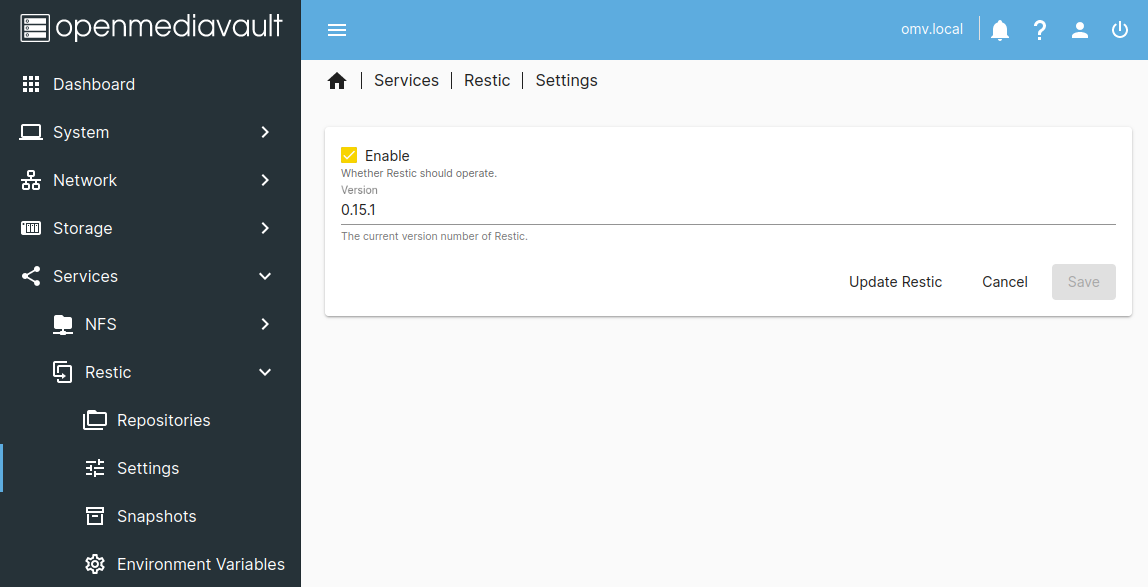 openmediavault
omv.local
Dashboard
System
Network
Storage
Services
NFS
Restic
Repositories
Settings
Snapshots
Environment Variables
Services | Restic | Settings
Enable
Whether Restic should operate.
Version
0.15.1
The current version number of Restic.
Update Restic Cancel Save